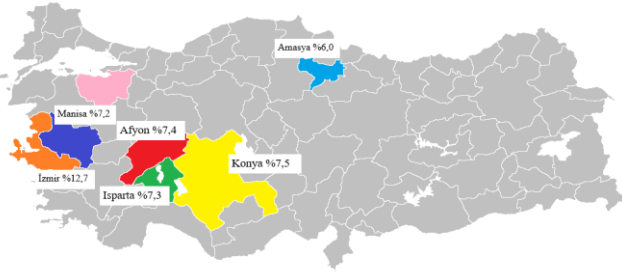 Amasya %6,0
Manisa %7,2
Afyon %7,4
Konya %7,5
İzmir %12,7
Isparta %7,3